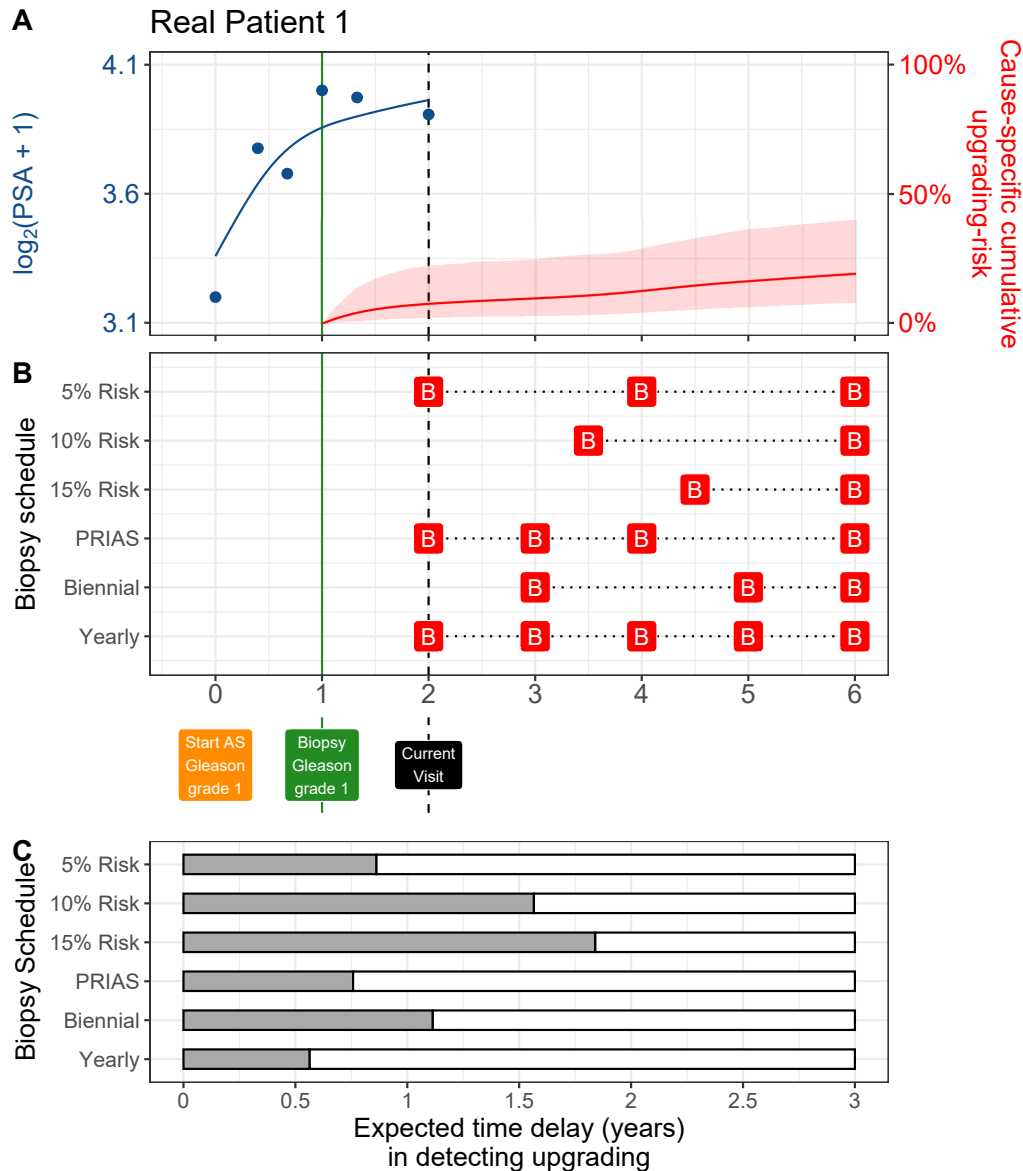 A
Real Patient 1
4.1
3.6
3.1
log₂(PSA + 1)
100%
50%
0%
Cause-specific cumulative
upgrading-risk
B
Biopsy schedule
5% Risk
B B B
10% Risk
B B
15% Risk
B B
PRIAS
B B B B
Biennial
B B B
Yearly
B B B B B
0 1 2 3 4 5 6
Start AS
Gleason
grade 1
Biopsy
Gleason
grade 1
Current
Visit
C
Biopsy Schedule
5% Risk
10% Risk
15% Risk
PRIAS
Biennial
Yearly
0 0.5 1 1.5 2 2.5 3
Expected time delay (years)
in detecting upgrading